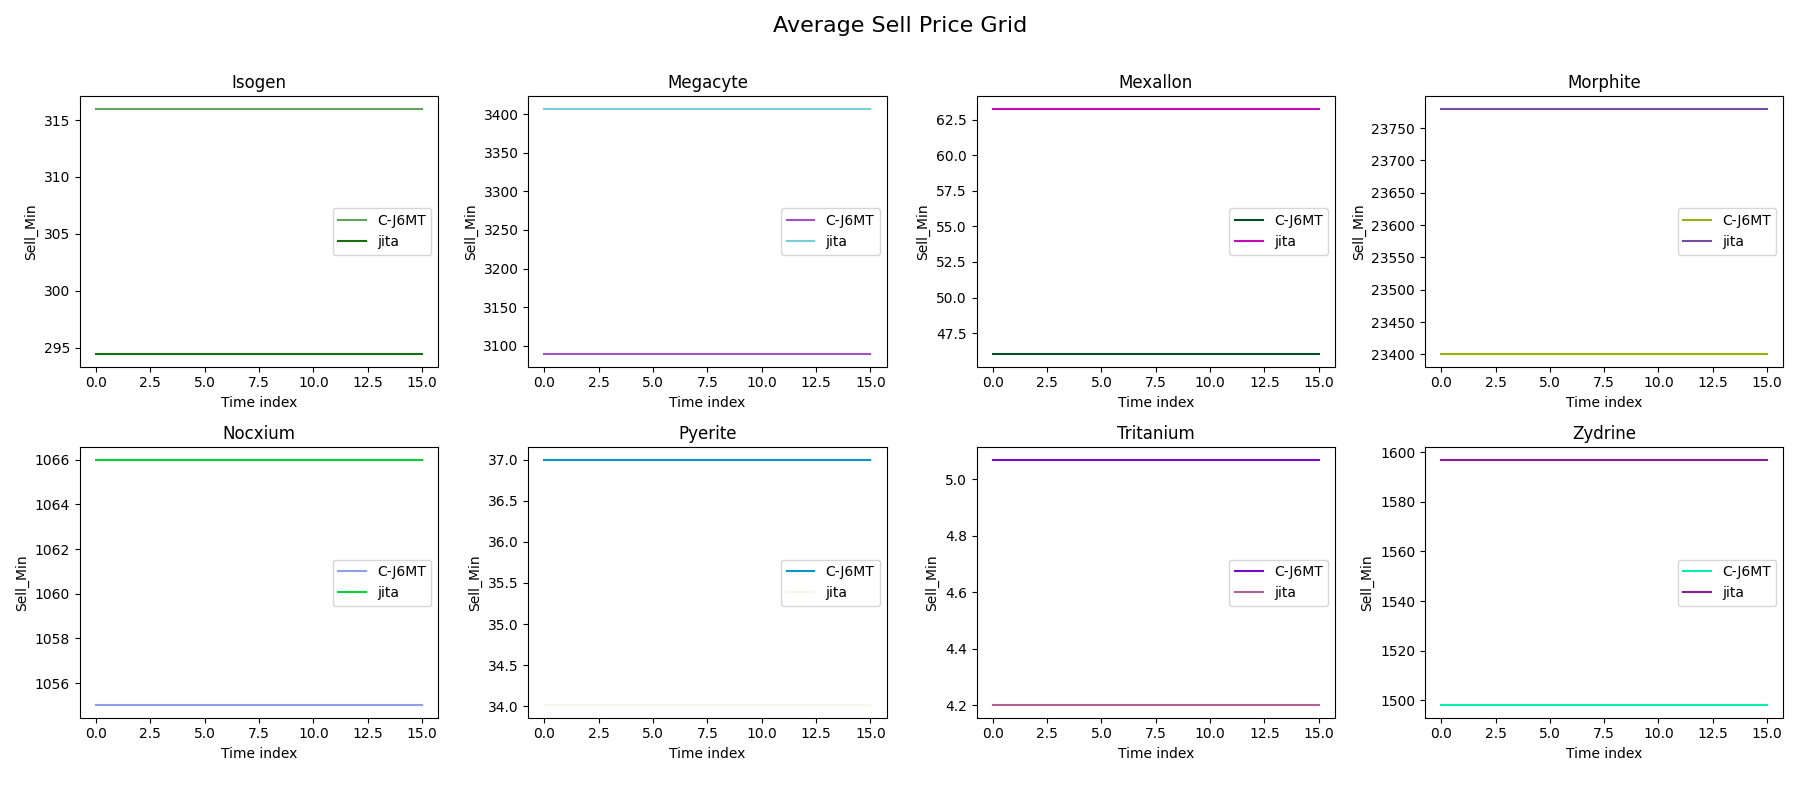 Average Sell Price Grid
Isogen
Sell_Min
315
310
305
300
295
C-J6MT
jita
0.0 2.5 5.0 7.5 10.0 12.5 15.0
Time index
Megacyte
Sell_Min
3400
3350
3300
3250
3200
3150
3100
C-J6MT
jita
0.0 2.5 5.0 7.5 10.0 12.5 15.0
Time index
Mexallon
Sell_Min
62.5
60.0
57.5
55.0
52.5
50.0
47.5
C-J6MT
jita
0.0 2.5 5.0 7.5 10.0 12.5 15.0
Time index
Morphite
Sell_Min
23750
23700
23650
23600
23550
23500
23450
23400
C-J6MT
jita
0.0 2.5 5.0 7.5 10.0 12.5 15.0
Time index
Nocxium
Sell_Min
1066
1064
1062
1060
1058
1056
C-J6MT
jita
0.0 2.5 5.0 7.5 10.0 12.5 15.0
Time index
Pyerite
Sell_Min
37.0
36.5
36.0
35.5
35.0
34.5
34.0
C-J6MT
jita
0.0 2.5 5.0 7.5 10.0 12.5 15.0
Time index
Tritanium
Sell_Min
5.0
4.8
4.6
4.4
4.2
C-J6MT
jita
0.0 2.5 5.0 7.5 10.0 12.5 15.0
Time index
Zydrine
Sell_Min
1600
1580
1560
1540
1520
1500
C-J6MT
jita
0.0 2.5 5.0 7.5 10.0 12.5 15.0
Time index